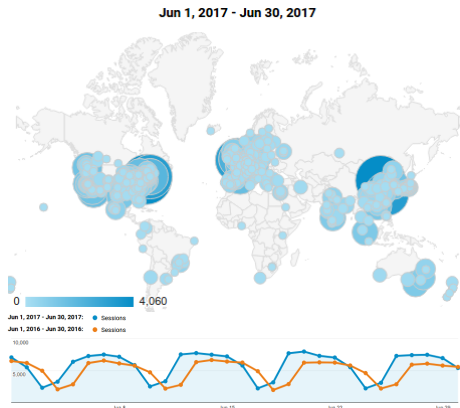 Jun 1, 2017 - Jun 30, 2017
0 4,060
Jun 1, 2017 - Jun 30, 2017: Sessions
Jun 1, 2016 - Jun 30, 2016: Sessions
10,000
5,000